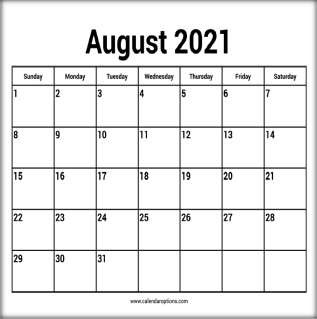 August 2021
Sunday Monday Tuesday Wednesday Thursday Friday Saturday
1 2 3 4 5 6 7
8 9 10 11 12 13 14
15 16 17 18 19 20 21
22 23 24 25 26 27 28
29 30 31
www.calendaroptions.com